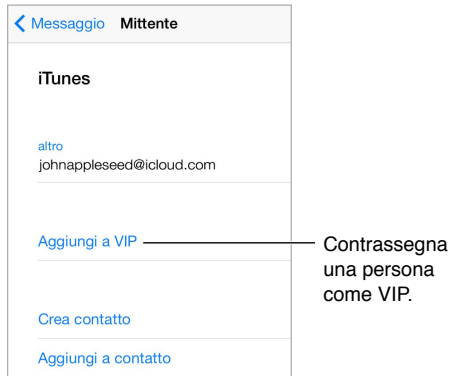 Messaggio Mittente
iTunes
altro
johnappleseed@icloud.com
Aggiungi a VIP
Contrassegna
una persona
come VIP.
Crea contatto
Aggiungi a contatto